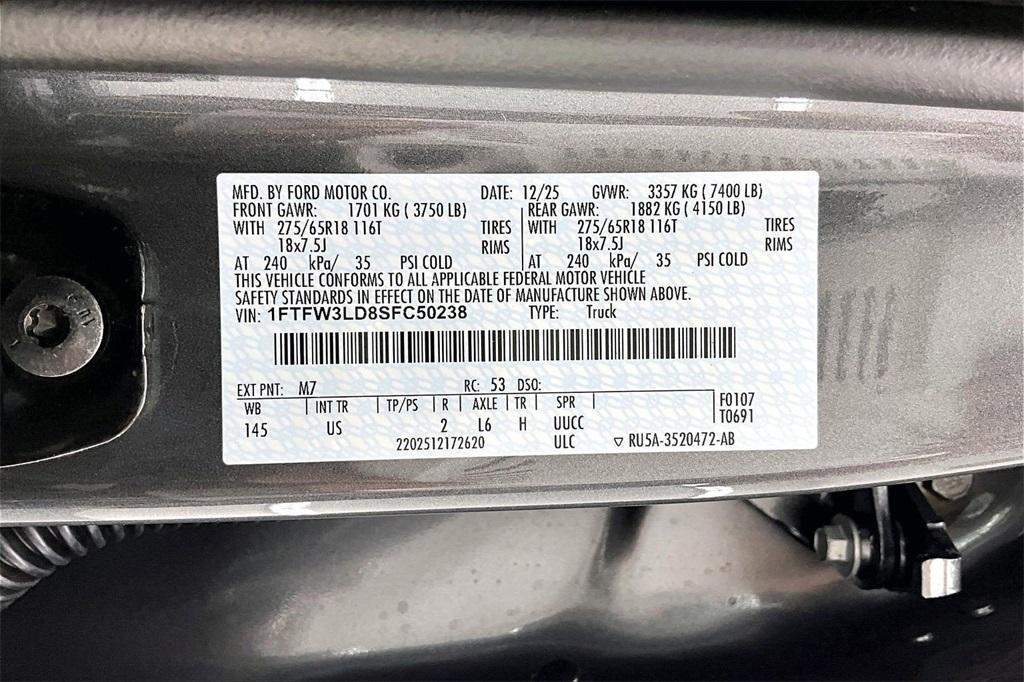 MFD. BY FORD MOTOR CO. DATE: 12/25 GVWR: 3357 KG ( 7400 LB)
FRONT GAWR: 1701 KG ( 3750 LB) REAR GAWR: 1882 KG ( 4150 LB)
WITH 275/65R18 116T TIRES WITH 275/65R18 116T TIRES
18x7.5J RIMS 18x7.5J RIMS
AT 240 kPa/ 35 PSI COLD AT 240 kPa/ 35 PSI COLD
THIS VEHICLE CONFORMS TO ALL APPLICABLE FEDERAL MOTOR VEHICLE
SAFETY STANDARDS IN EFFECT ON THE DATE OF MANUFACTURE SHOWN ABOVE.
VIN: 1FTFW3LD8SFC50238 TYPE: Truck
EXT PNT: M7 RC: 53 DSO:
WB INT TR TP/PS R AXLE TR SPR F0107
145 US 2 L6 H UUCC T0691
2202512172620 ULC ▽ RU5A-3520472-AB